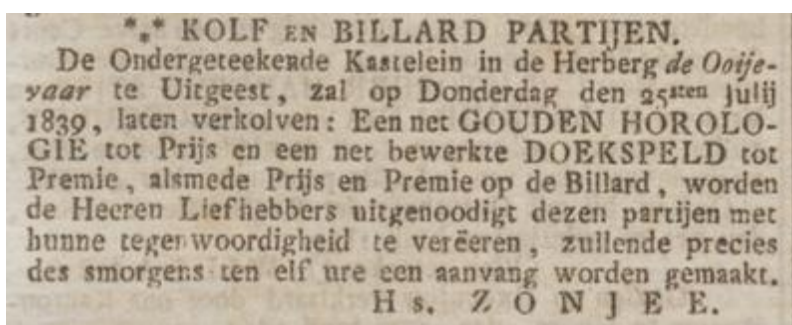 *⁎* KOLF EN BILLARD PARTIJEN.
De Ondergeteekende Kastelein in de Herberg de Ooije-
vaar te Uitgeest, zal op Donderdag den 25sten Julij
1839, laten verkolven: Een net GOUDEN HOROLO-
GIE tot Prijs en een net bewerkte DOEKSPELD tot
Premie, alsmede Prijs en Premie op de Billard, worden
de Heeren Liefhebbers uitgenoodigt dezen partijen met
hunne tegenwoordigheid te verëeren, zullende precies
des smorgens ten elf ure een aanvang worden gemaakt.
Hs. ZONJEE.